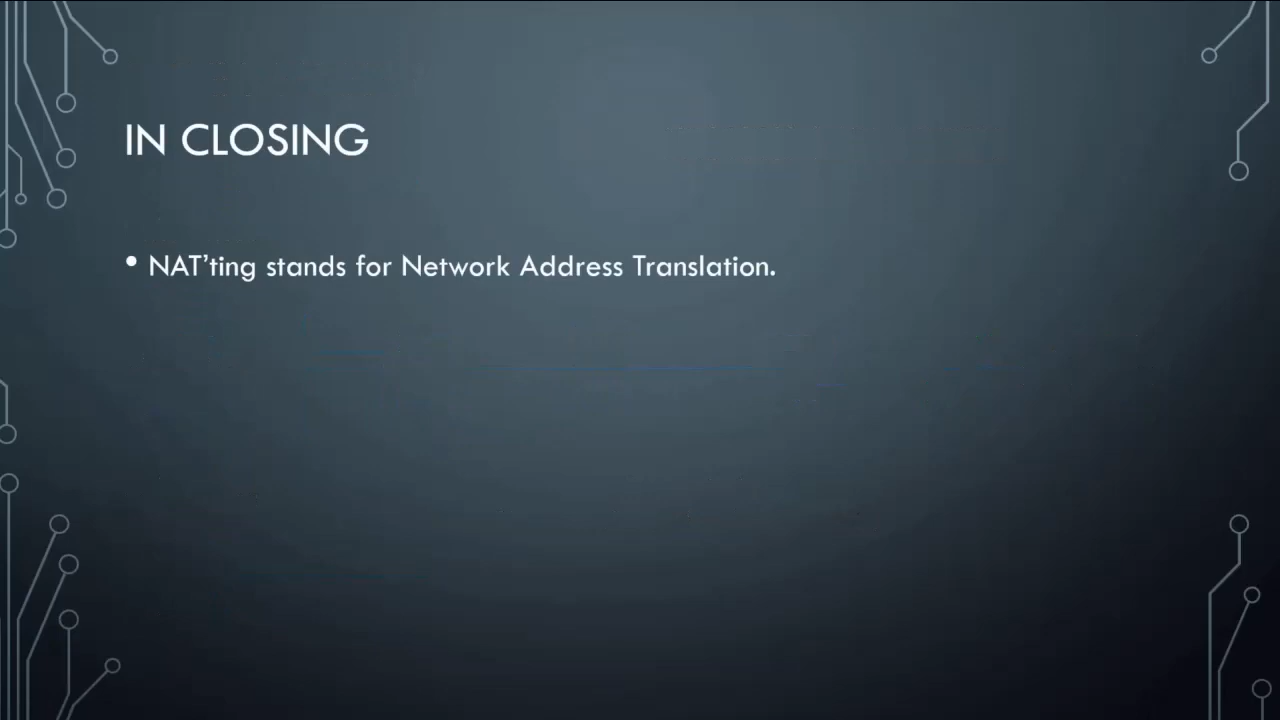 IN CLOSING
• NAT’ting stands for Network Address Translation.